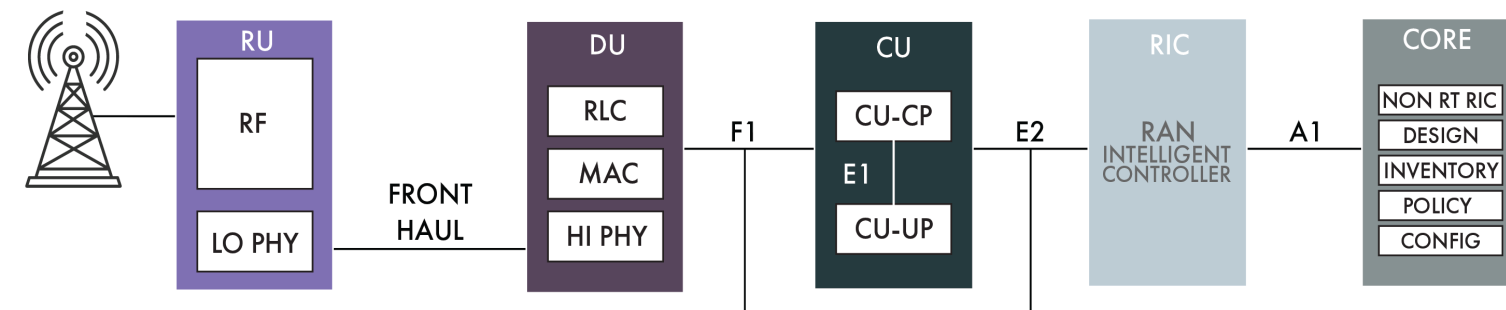 RU
RF
LO PHY
FRONT
HAUL
DU
RLC
MAC
HI PHY
F1
CU
CU-CP
E1
CU-UP
E2
RIC
RAN
INTELLIGENT
CONTROLLER
A1
CORE
NON RT RIC
DESIGN
INVENTORY
POLICY
CONFIG